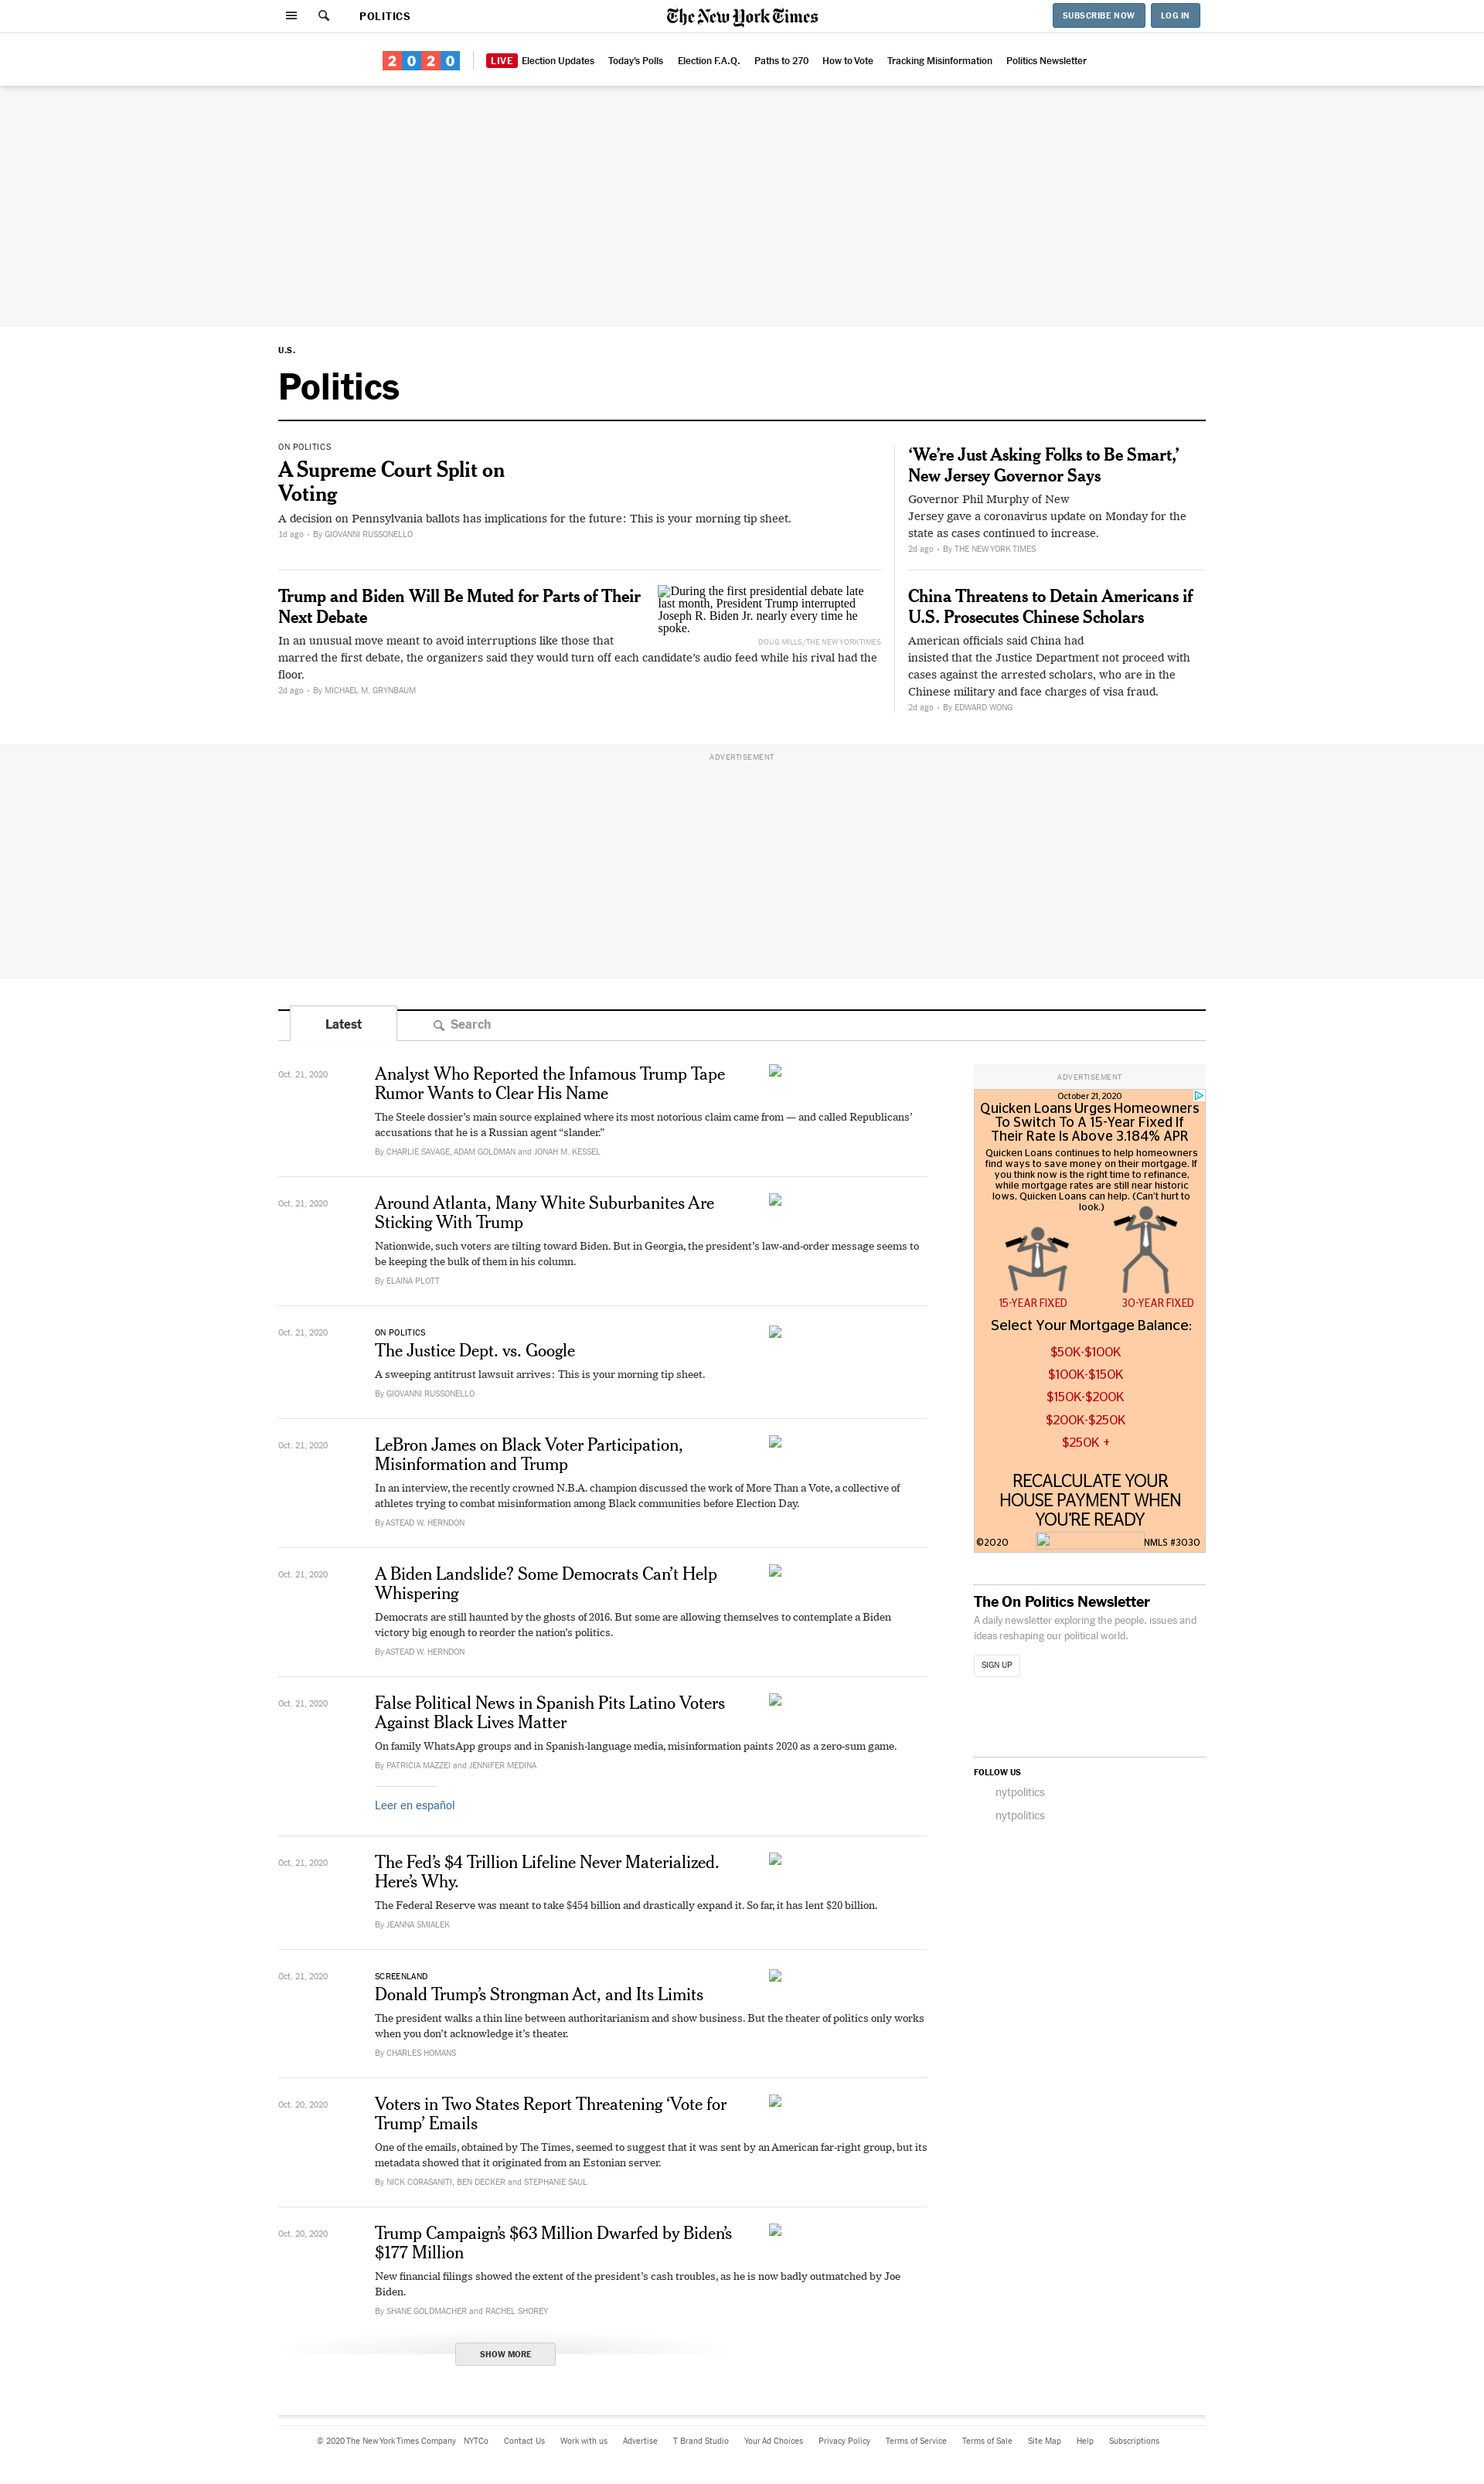 POLITICS
The New York Times
SUBSCRIBE NOW
LOG IN
2020
LIVE Election Updates
Today's Polls
Election F.A.Q.
Paths to 270
How to Vote
Tracking Misinformation
Politics Newsletter
U.S.
Politics
ON POLITICS
A Supreme Court Split on
Voting
A decision on Pennsylvania ballots has implications for the future: This is your morning tip sheet.
1d ago • By GIOVANNI RUSSONELLO
Trump and Biden Will Be Muted for Parts of Their
Next Debate
During the first presidential debate late
last month, President Trump interrupted
Joseph R. Biden Jr. nearly every time he
spoke.
DOUG MILLS/THE NEW YORK TIMES
In an unusual move meant to avoid interruptions like those that
marred the first debate, the organizers said they would turn off each candidate's audio feed while his rival had the
floor.
2d ago • By MICHAEL M. GRYNBAUM
‘We’re Just Asking Folks to Be Smart,’
New Jersey Governor Says
Governor Phil Murphy of New
Jersey gave a coronavirus update on Monday for the
state as cases continued to increase.
2d ago • By THE NEW YORK TIMES
China Threatens to Detain Americans if
U.S. Prosecutes Chinese Scholars
American officials said China had
insisted that the Justice Department not proceed with
cases against the arrested scholars, who are in the
Chinese military and face charges of visa fraud.
2d ago • By EDWARD WONG
ADVERTISEMENT
Latest
Search
Oct. 21, 2020
Analyst Who Reported the Infamous Trump Tape
Rumor Wants to Clear His Name
The Steele dossier’s main source explained where its most notorious claim came from — and called Republicans’
accusations that he is a Russian agent “slander.”
By CHARLIE SAVAGE, ADAM GOLDMAN and JONAH M. KESSEL
Oct. 21, 2020
Around Atlanta, Many White Suburbanites Are
Sticking With Trump
Nationwide, such voters are tilting toward Biden. But in Georgia, the president’s law-and-order message seems to
be keeping the bulk of them in his column.
By ELAINA PLOTT
Oct. 21, 2020
ON POLITICS
The Justice Dept. vs. Google
A sweeping antitrust lawsuit arrives: This is your morning tip sheet.
By GIOVANNI RUSSONELLO
Oct. 21, 2020
LeBron James on Black Voter Participation,
Misinformation and Trump
In an interview, the recently crowned N.B.A. champion discussed the work of More Than a Vote, a collective of
athletes trying to combat misinformation among Black communities before Election Day.
By ASTEAD W. HERNDON
Oct. 21, 2020
A Biden Landslide? Some Democrats Can’t Help
Whispering
Democrats are still haunted by the ghosts of 2016. But some are allowing themselves to contemplate a Biden
victory big enough to reorder the nation’s politics.
By ASTEAD W. HERNDON
Oct. 21, 2020
False Political News in Spanish Pits Latino Voters
Against Black Lives Matter
On family WhatsApp groups and in Spanish-language media, misinformation paints 2020 as a zero-sum game.
By PATRICIA MAZZEI and JENNIFER MEDINA
Leer en español
Oct. 21, 2020
The Fed’s $4 Trillion Lifeline Never Materialized.
Here’s Why.
The Federal Reserve was meant to take $454 billion and drastically expand it. So far, it has lent $20 billion.
By JEANNA SMIALEK
Oct. 21, 2020
SCREENLAND
Donald Trump’s Strongman Act, and Its Limits
The president walks a thin line between authoritarianism and show business. But the theater of politics only works
when you don’t acknowledge it’s theater.
By CHARLES HOMANS
Oct. 20, 2020
Voters in Two States Report Threatening ‘Vote for
Trump’ Emails
One of the emails, obtained by The Times, seemed to suggest that it was sent by an American far-right group, but its
metadata showed that it originated from an Estonian server.
By NICK CORASANITI, BEN DECKER and STEPHANIE SAUL
Oct. 20, 2020
Trump Campaign’s $63 Million Dwarfed by Biden’s
$177 Million
New financial filings showed the extent of the president’s cash troubles, as he is now badly outmatched by Joe
Biden.
By SHANE GOLDMACHER and RACHEL SHOREY
SHOW MORE
ADVERTISEMENT
October 21, 2020
Quicken Loans Urges Homeowners
To Switch To A 15-Year Fixed If
Their Rate Is Above 3.184% APR
Quicken Loans continues to help homeowners
find ways to save money on their mortgage. If
you think now is the right time to refinance,
while mortgage rates are still near historic
lows, Quicken Loans can help. (Can't hurt to
look.)
15-YEAR FIXED
30-YEAR FIXED
Select Your Mortgage Balance:
$50K-$100K
$100K-$150K
$150K-$200K
$200K-$250K
$250K +
RECALCULATE YOUR
HOUSE PAYMENT WHEN
YOU'RE READY
©2020
NMLS #3030
The On Politics Newsletter
A daily newsletter exploring the people, issues and
ideas reshaping our political world.
SIGN UP
FOLLOW US
nytpolitics
nytpolitics
© 2020 The New York Times Company
NYTCo
Contact Us
Work with us
Advertise
T Brand Studio
Your Ad Choices
Privacy Policy
Terms of Service
Terms of Sale
Site Map
Help
Subscriptions